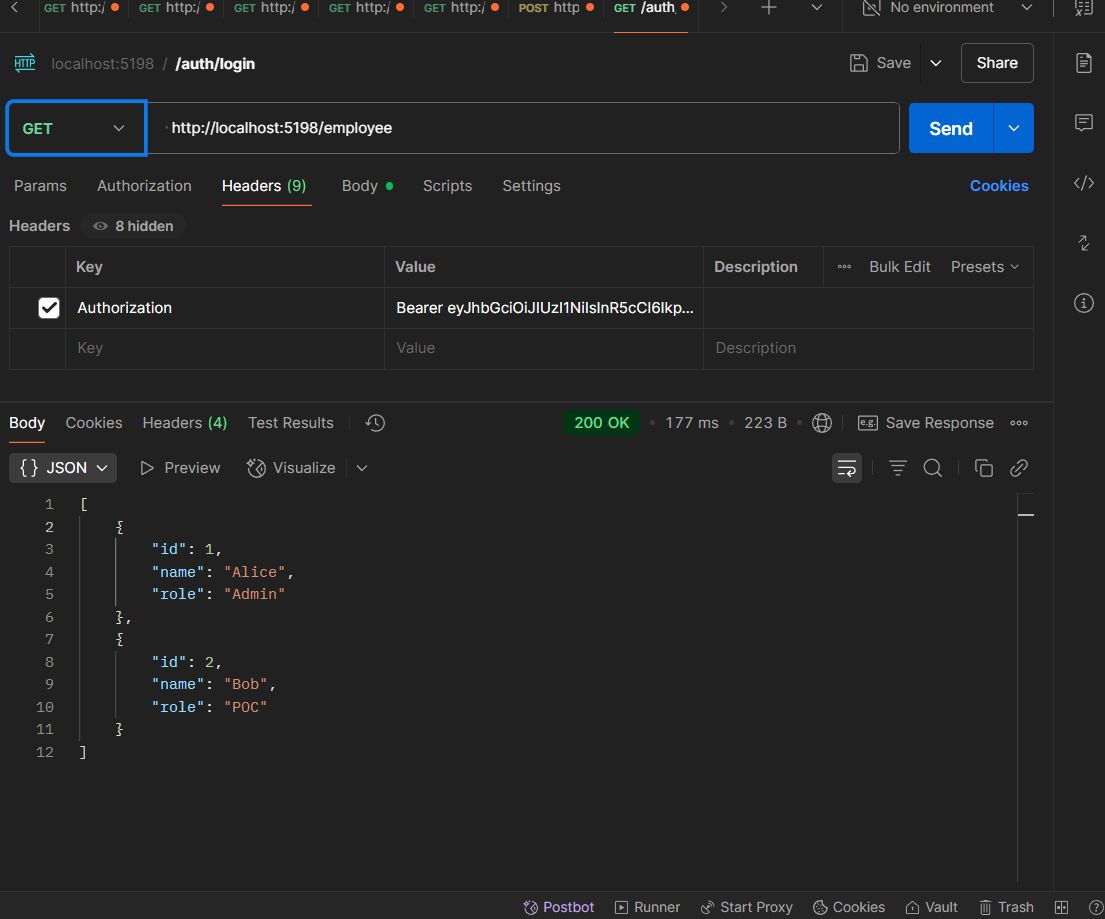 GET http:/ GET http:/ GET http:/ GET http:/ GET http:/ POST http GET /auth No environment
HTTP localhost:5198 / /auth/login Save Share
GET http://localhost:5198/employee Send
Params Authorization Headers (9) Body Scripts Settings Cookies
Headers 8 hidden
Key Value Description Bulk Edit Presets
Authorization Bearer eyJhbGciOiJIUzI1NiIsInR5cCI6Ikp...
Key Value Description
Body Cookies Headers (4) Test Results 200 OK 177 ms 223 B e.g. Save Response
{} JSON Preview Visualize
1 [
2 {
3 "id": 1,
4 "name": "Alice",
5 "role": "Admin"
6 },
7 {
8 "id": 2,
9 "name": "Bob",
10 "role": "POC"
11 }
12 ]
Postbot Runner Start Proxy Cookies Vault Trash